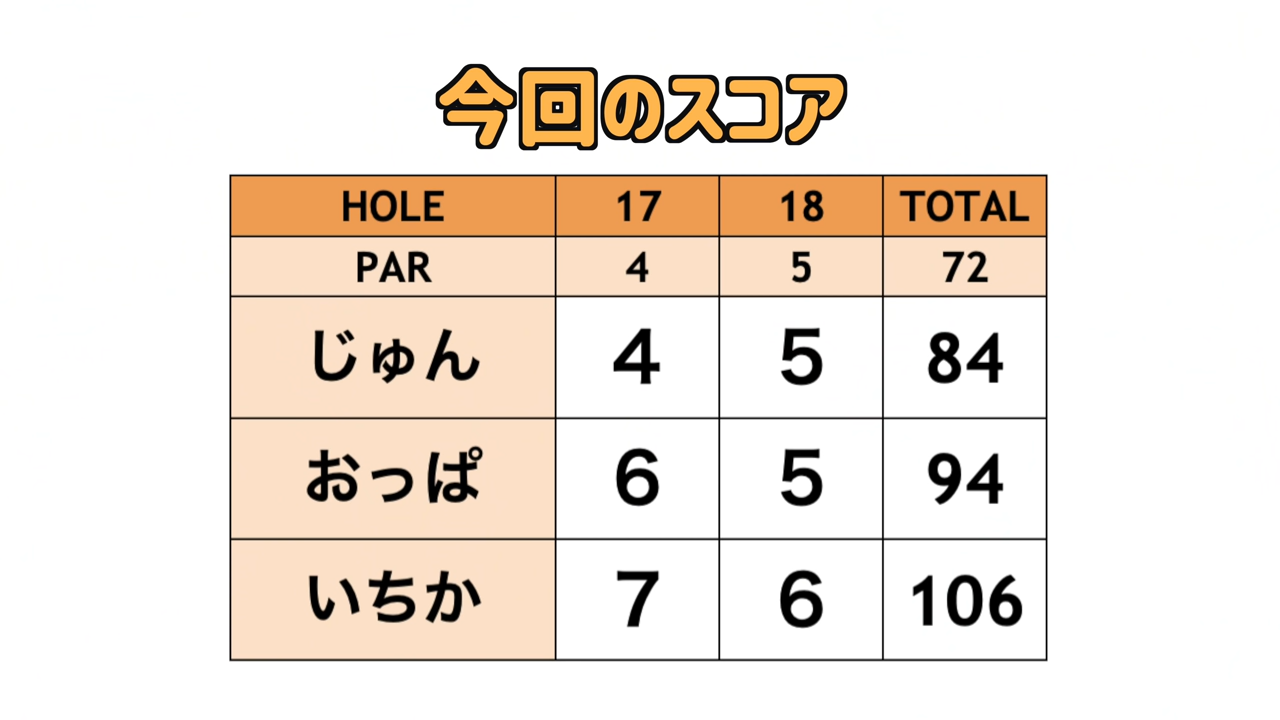 今回のスコア
HOLE 17 18 TOTAL
PAR 4 5 72
じゅん 4 5 84
おっぱ 6 5 94
いちか 7 6 106